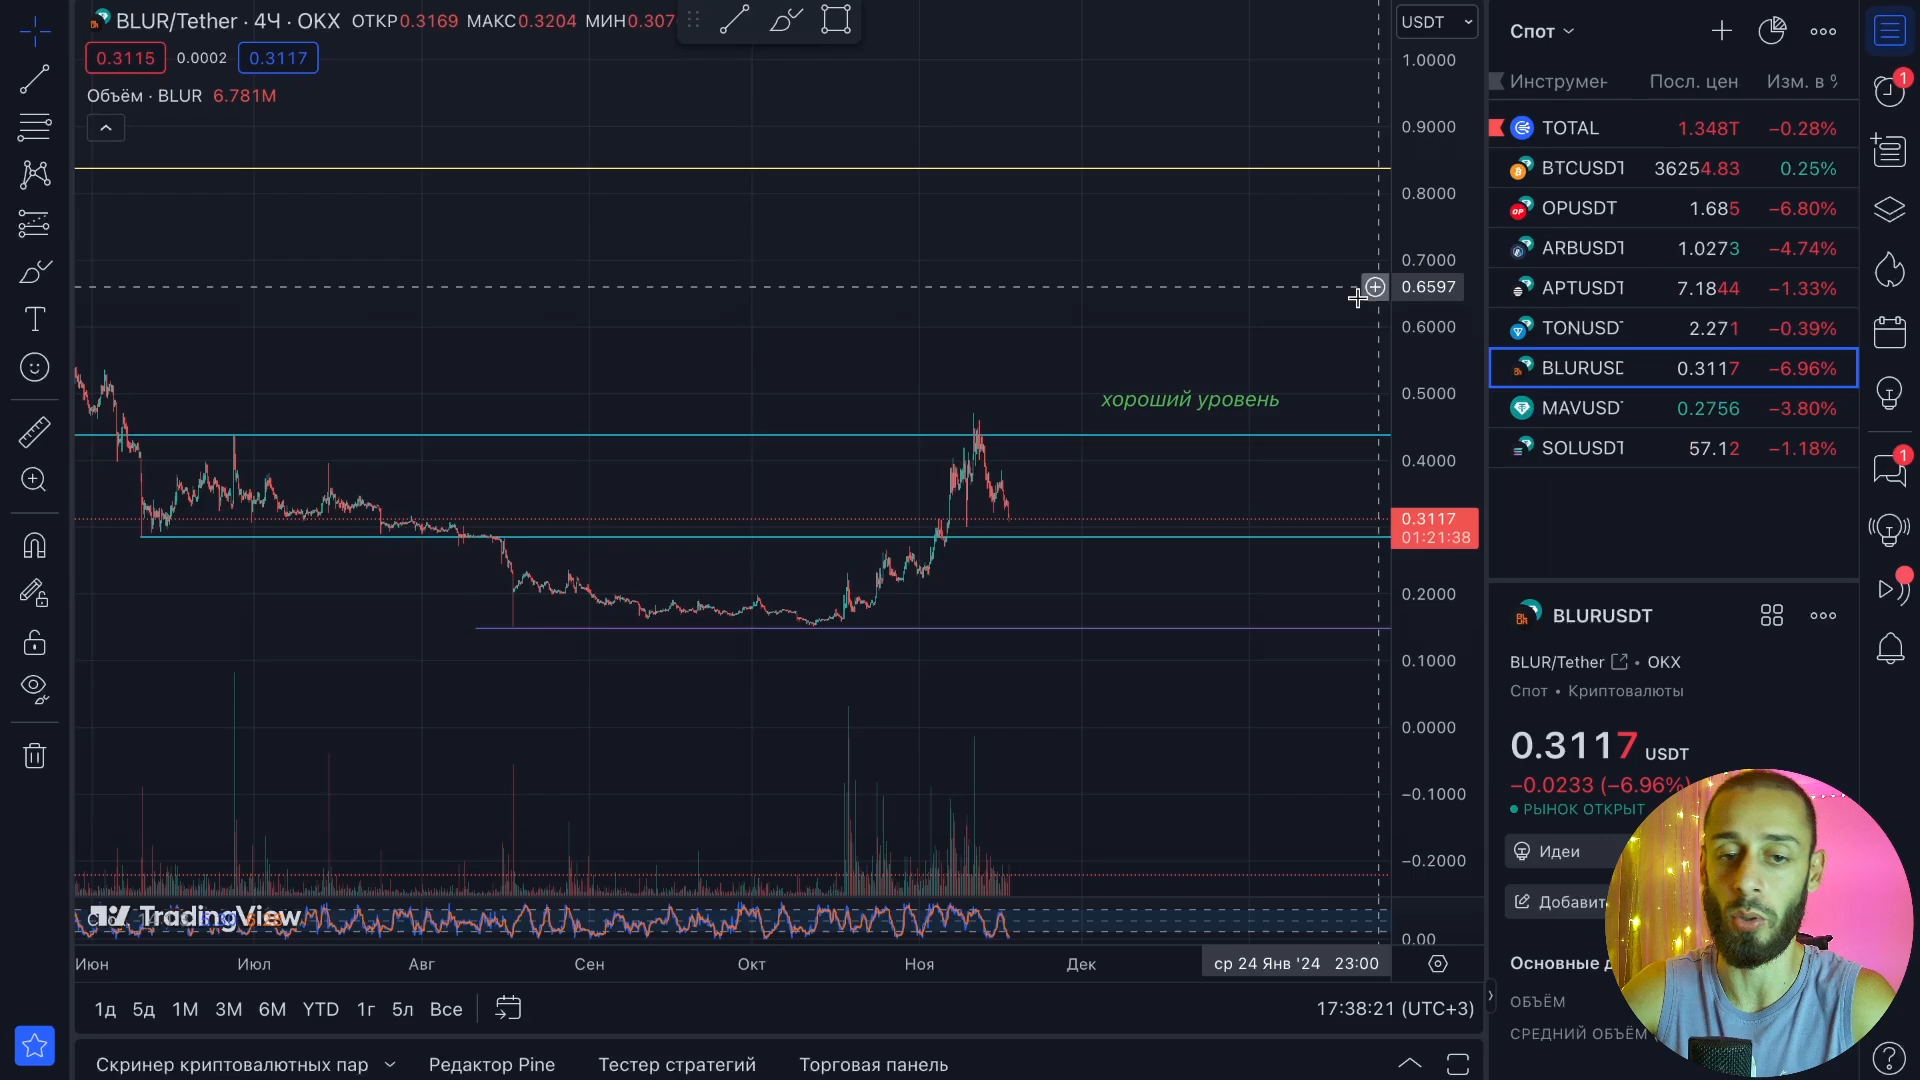 BLUR/Tether · 4Ч · OKX ОТКР0.3169 МАКС0.3204 МИН0.307
0.3115 0.0002 0.3117
Объём · BLUR 6.781M
USDT
1.0000
0.9000
0.8000
0.7000
0.6597
0.6000
0.5000
0.4000
0.3117
01:21:38
0.2000
0.1000
0.0000
−0.1000
−0.2000
0.00
хороший уровень
TradingView
Июн Июл Авг Сен Окт Ноя Дек ср 24 Янв '24 23:00
1д 5д 1М 3М 6М YTD 1г 5л Все
17:38:21 (UTC+3)
Скринер криптовалютных пар Редактор Pine Тестер стратегий Торговая панель
Спот
Инструмен Посл. цен Изм. в %
TOTAL 1.348T −0.28%
BTCUSDT 36254.83 0.25%
OPUSDT 1.685 −6.80%
ARBUSDT 1.0273 −4.74%
APTUSDT 7.1844 −1.33%
TONUSD 2.271 −0.39%
BLURUSD 0.3117 −6.96%
MAVUSD 0.2756 −3.80%
SOLUSDT 57.12 −1.18%
BLURUSDT
BLUR/Tether • OKX
Спот • Криптовалюты
0.3117 USDT
−0.0233 (−6.96%)
РЫНОК ОТКРЫТ
Идеи
Добавит
Основные д
ОБЪЁМ
СРЕДНИЙ ОБЪЁМ
1
1